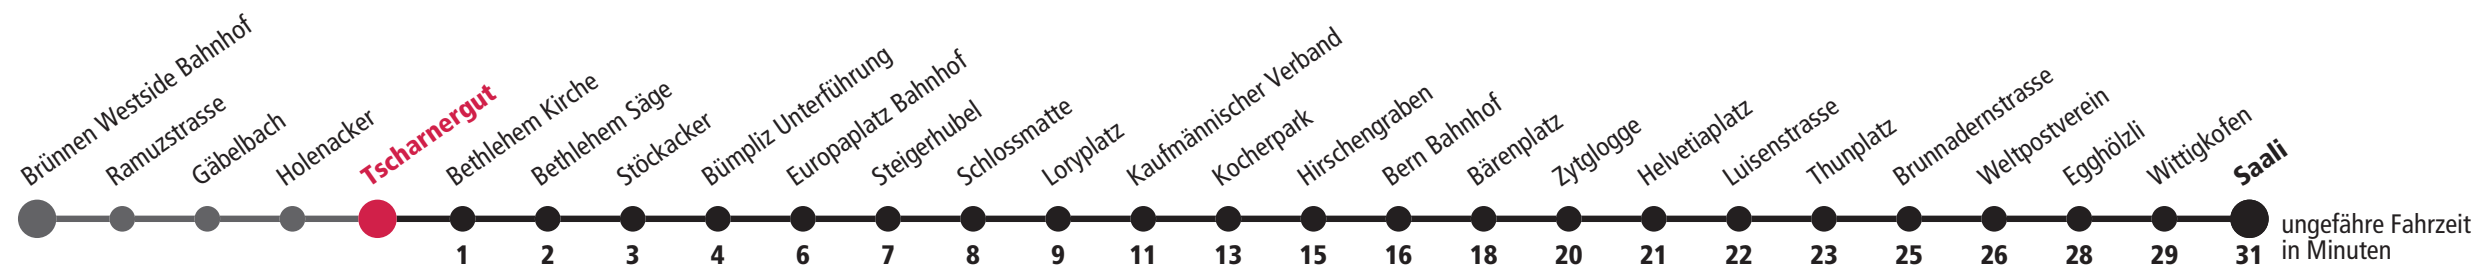 Brünnen Westside Bahnhof
Ramuzstrasse
Gäbelbach
Holenacker
Tscharnergut
Bethlehem Kirche
Bethlehem Säge
Stöckacker
Bümpliz Unterführung
Europaplatz Bahnhof
Steigerhubel
Schlossmatte
Loryplatz
Kaufmännischer Verband
Kocherpark
Hirschengraben
Bern Bahnhof
Bärenplatz
Zytglogge
Helvetiaplatz
Luisenstrasse
Thunplatz
Brunnadernstrasse
Weltpostverein
Egghölzli
Wittigkofen
Saali
1 2 3 4 6 7 8 9 11 13 15 16 18 20 21 22 23 25 26 28 29 31
ungefähre Fahrzeit
in Minuten